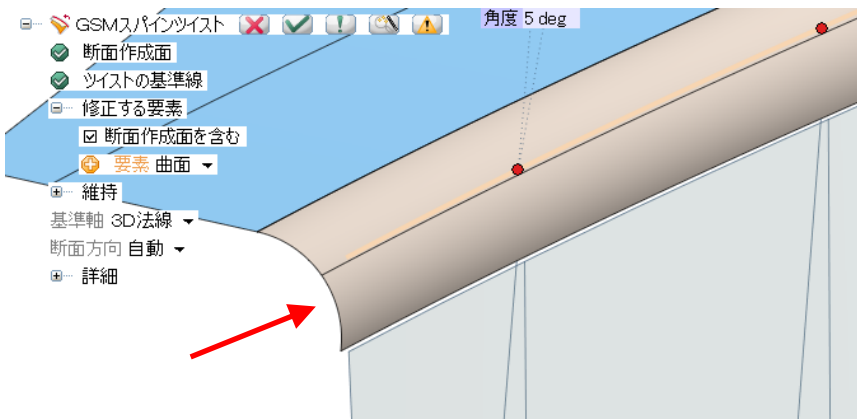 GSMスパインツイスト
角度 5 deg
断面作成面
ツイストの基準線
修正する要素
断面作成面を含む
要素 曲面
維持
基準軸 3D法線
断面方向 自動
詳細